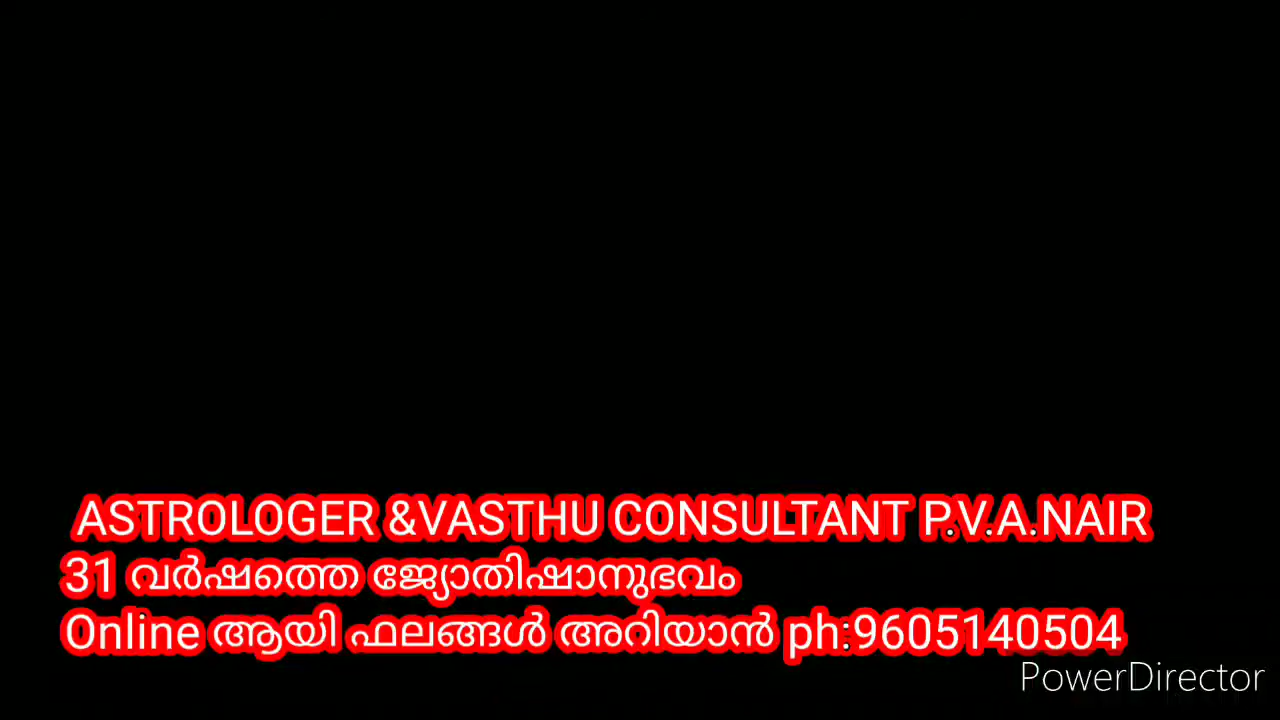 ASTROLOGER &VASTHU CONSULTANT P.V.A.NAIR
31 വർഷത്തെ ജ്യോതിഷാനുഭവം
Online ആയി ഫലങ്ങൾ അറിയാൻ ph:9605140504
PowerDirector